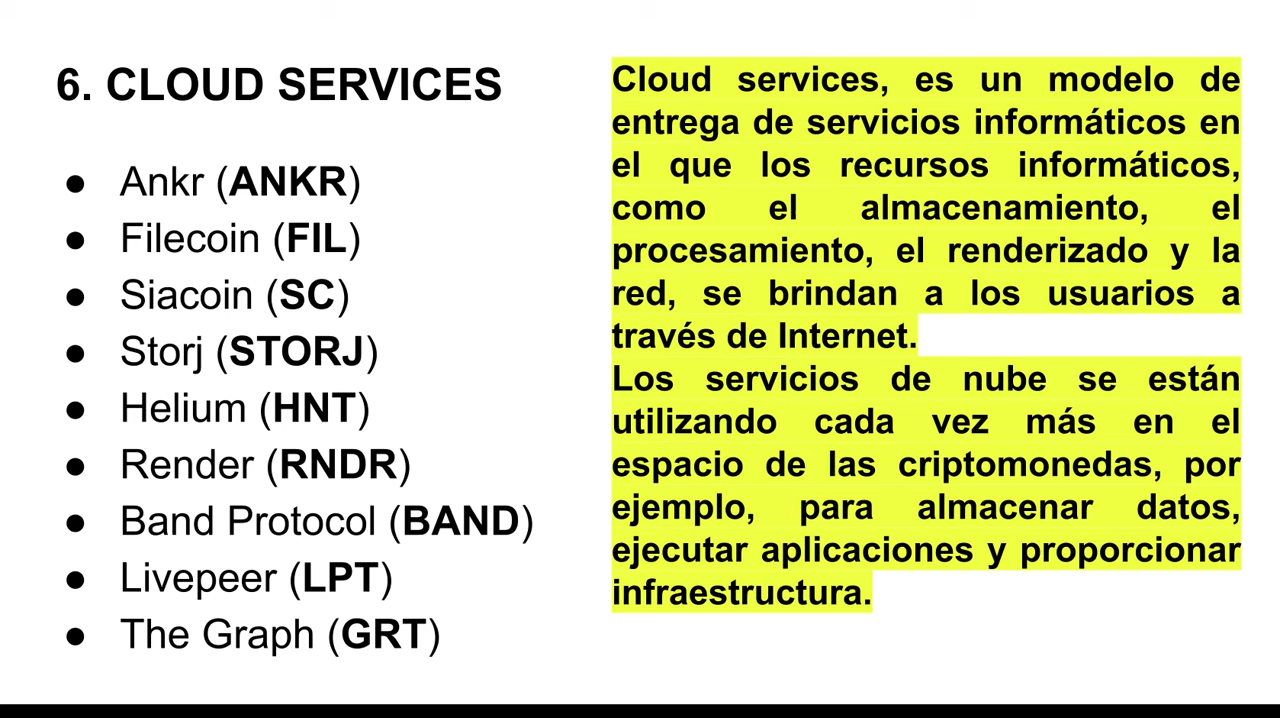 6. CLOUD SERVICES
● Ankr (ANKR)
● Filecoin (FIL)
● Siacoin (SC)
● Storj (STORJ)
● Helium (HNT)
● Render (RNDR)
● Band Protocol (BAND)
● Livepeer (LPT)
● The Graph (GRT)
Cloud services, es un modelo de
entrega de servicios informáticos en
el que los recursos informáticos,
como el almacenamiento, el
procesamiento, el renderizado y la
red, se brindan a los usuarios a
través de Internet.
Los servicios de nube se están
utilizando cada vez más en el
espacio de las criptomonedas, por
ejemplo, para almacenar datos,
ejecutar aplicaciones y proporcionar
infraestructura.